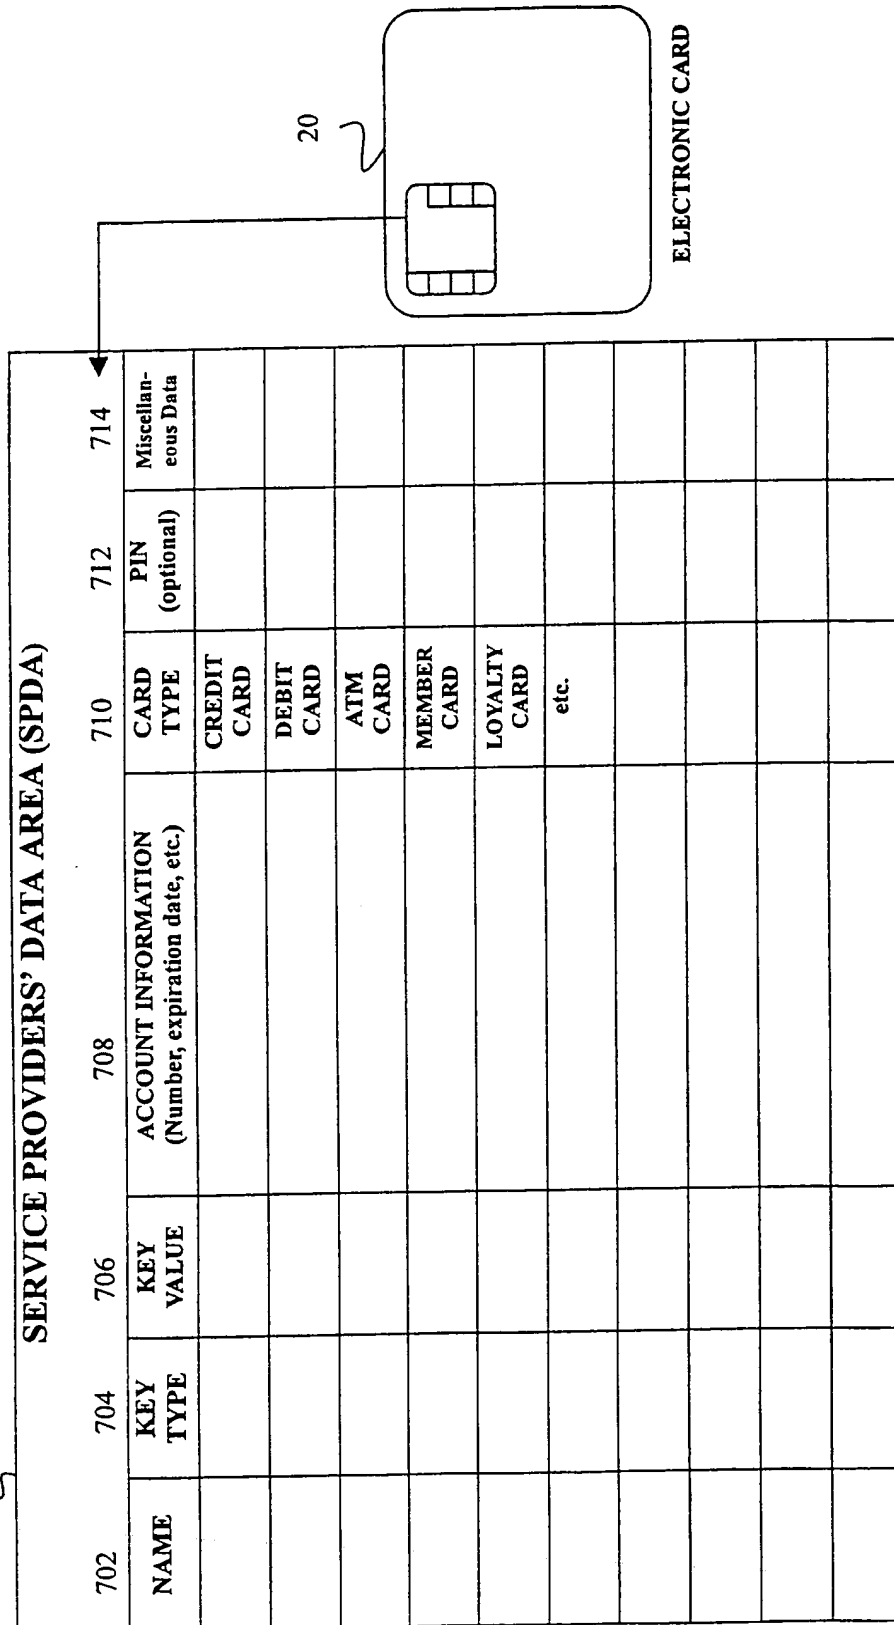 SERVICE PROVIDERS' DATA AREA (SPDA)
702 704 706 708 710 712 714
NAME
KEY
TYPE
KEY
VALUE
ACCOUNT INFORMATION
(Number, expiration date, etc.)
CARD
TYPE
PIN
(optional)
Miscellan-
eous Data
CREDIT
CARD
DEBIT
CARD
ATM
CARD
MEMBER
CARD
LOYALTY
CARD
etc.
20
ELECTRONIC CARD